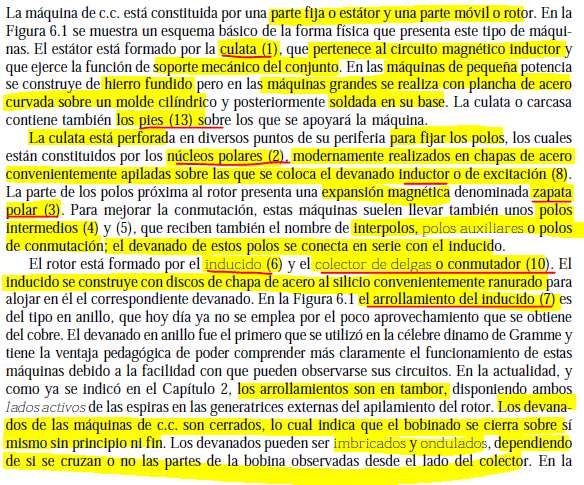 La máquina de c.c. está constituida por una parte fija o estátor y una parte móvil o rotor. En la
Figura 6.1 se muestra un esquema básico de la forma física que presenta este tipo de máqui-
nas. El estátor está formado por la culata (1), que pertenece al circuito magnético inductor y
que ejerce la función de soporte mecánico del conjunto. En las máquinas de pequeña potencia
se construye de hierro fundido pero en las máquinas grandes se realiza con plancha de acero
curvada sobre un molde cilíndrico y posteriormente soldada en su base. La culata o carcasa
contiene también los pies (13) sobre los que se apoyará la máquina.
La culata está perforada en diversos puntos de su periferia para fijar los polos, los cuales
están constituidos por los núcleos polares (2), modernamente realizados en chapas de acero
convenientemente apiladas sobre las que se coloca el devanado inductor o de excitación (8).
La parte de los polos próxima al rotor presenta una expansión magnética denominada zapata
polar (3). Para mejorar la conmutación, estas máquinas suelen llevar también unos polos
intermedios (4) y (5), que reciben también el nombre de interpolos, polos auxiliares o polos
de conmutación; el devanado de estos polos se conecta en serie con el inducido.
El rotor está formado por el inducido (6) y el colector de delgas o conmutador (10). El
inducido se construye con discos de chapa de acero al silicio convenientemente ranurado para
alojar en él el correspondiente devanado. En la Figura 6.1 el arrollamiento del inducido (7) es
del tipo en anillo, que hoy día ya no se emplea por el poco aprovechamiento que se obtiene
del cobre. El devanado en anillo fue el primero que se utilizó en la célebre dinamo de Gramme y
tiene la ventaja pedagógica de poder comprender más claramente el funcionamiento de estas
máquinas debido a la facilidad con que pueden observarse sus circuitos. En la actualidad, y
como ya se indicó en el Capítulo 2, los arrollamientos son en tambor, disponiendo ambos
lados activos de las espiras en las generatrices externas del apilamiento del rotor. Los devana-
dos de las máquinas de c.c. son cerrados, lo cual indica que el bobinado se cierra sobre sí
mismo sin principio ni fin. Los devanados pueden ser imbricados y ondulados, dependiendo
de si se cruzan o no las partes de la bobina observadas desde el lado del colector. En la